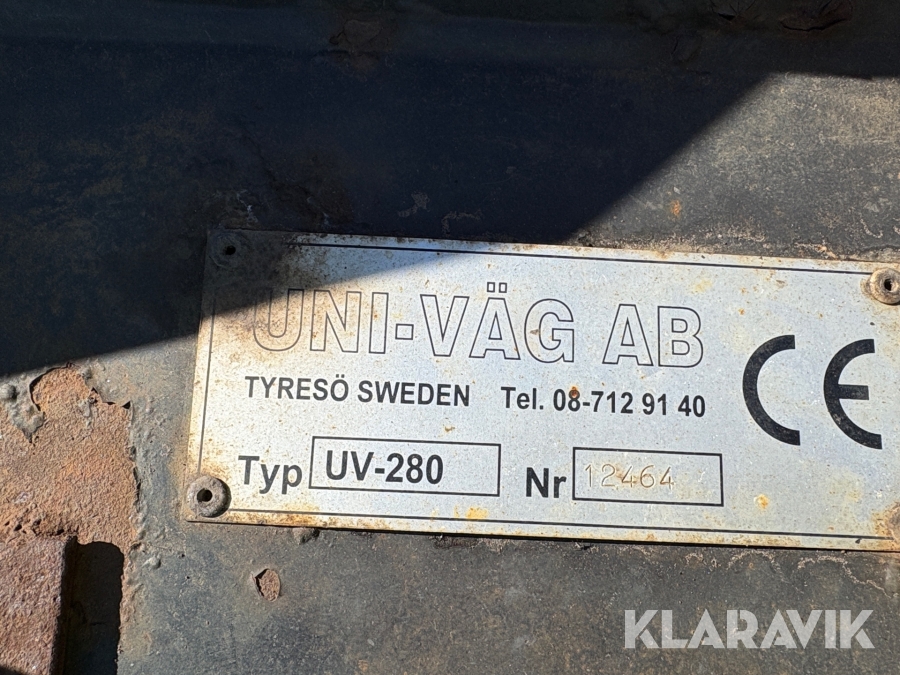 UNI-VÄG AB
TYRESÖ SWEDEN Tel. 08-712 91 40
CE
Typ UV-280 Nr 12464
KLARAVIK